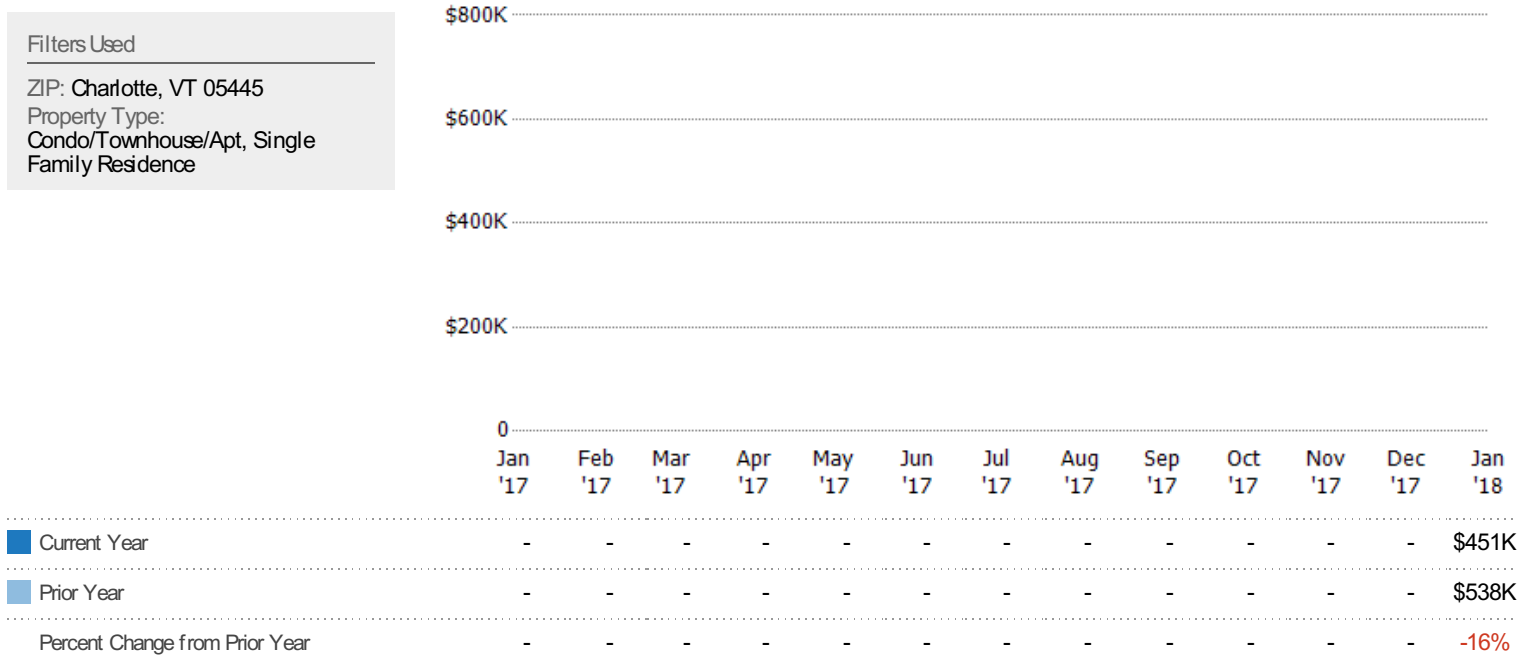 Filters Used
ZIP: Charlotte, VT 05445
Property Type:
Condo/Townhouse/Apt, Single
Family Residence
$800K
$600K
$400K
$200K
0
Jan Feb Mar Apr May Jun Jul Aug Sep Oct Nov Dec Jan
'17 '17 '17 '17 '17 '17 '17 '17 '17 '17 '17 '17 '18
Current Year - - - - - - - - - - - - $451K
Prior Year - - - - - - - - - - - - $538K
Percent Change from Prior Year - - - - - - - - - - - - -16%